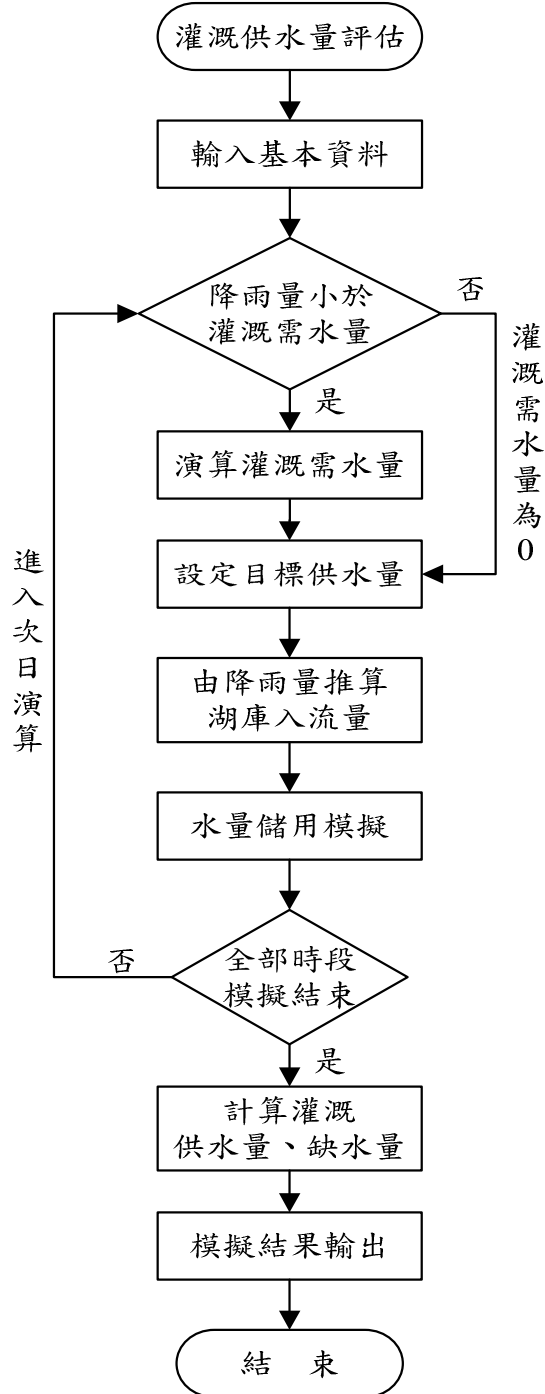 灌溉供水量評估
輸入基本資料
降雨量小於
灌溉需水量
否
灌溉需水量為0
是
演算灌溉需水量
設定目標供水量
由降雨量推算
湖庫入流量
水量儲用模擬
全部時段
模擬結束
否
進入次日演算
是
計算灌溉
供水量、缺水量
模擬結果輸出
結 束